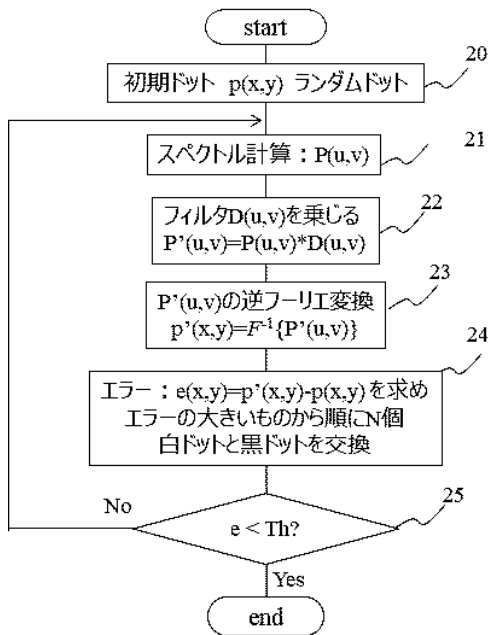 start
20
初期ドット p(x,y) ランダムドット
21
スペクトル計算：P(u,v)
22
フィルタD(u,v)を乗じる
P’(u,v)=P(u,v)*D(u,v)
23
P’(u,v)の逆フーリエ変換
p’(x,y)=F⁻¹{P’(u,v)}
24
エラー：e(x,y)=p’(x,y)-p(x,y)を求め
エラーの大きいものから順にN個
白ドットと黒ドットを交換
25
No
e < Th?
Yes
end